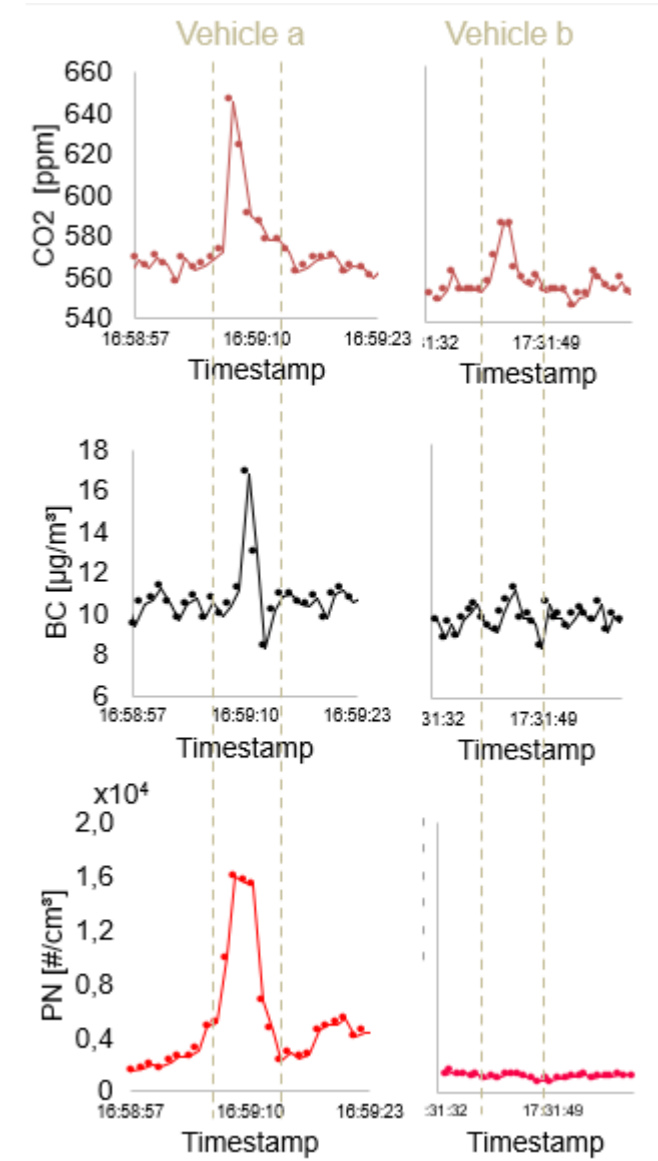 Vehicle a Vehicle b
660
640
620
600
580
560
540
CO2 [ppm]
16:58:57 16:59:10 16:59:23 31:32 17:31:49
Timestamp Timestamp
18
16
14
12
10
8
6
BC [µg/m³]
16:58:57 16:59:10 16:59:23 31:32 17:31:49
Timestamp Timestamp
x10⁴
2,0
1,6
1,2
0,8
0,4
0
PN [#/cm³]
16:58:57 16:59:10 16:59:23 :31:32 17:31:49
Timestamp Timestamp